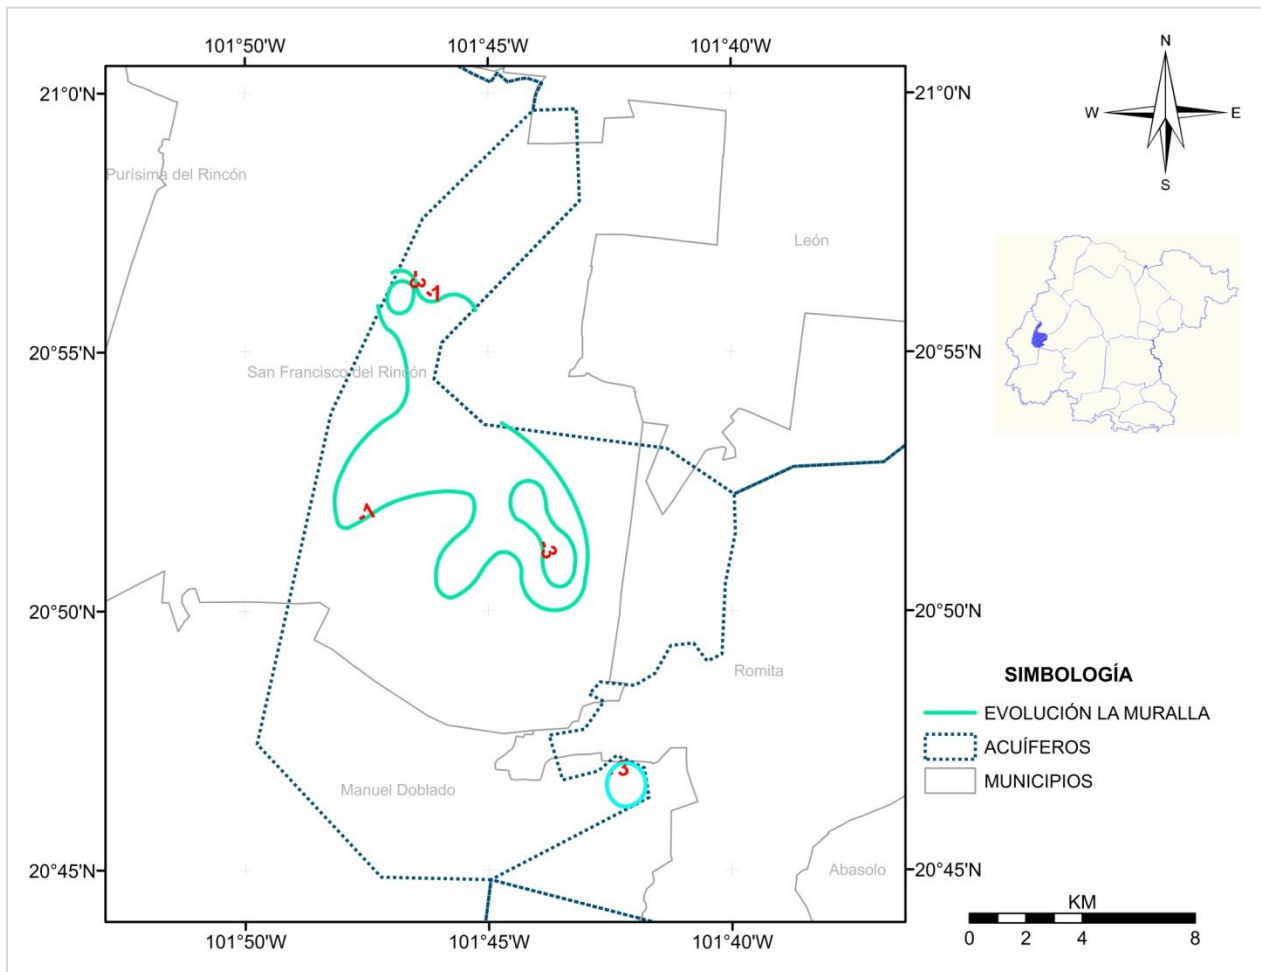 101°50'W 101°45'W 101°40'W
N
21°0'N 21°0'N
W E
Purísima del Rincón
S
León
-3
-1
20°55'N 20°55'N
San Francisco del Rincón
-1
-3
20°50'N 20°50'N
Romita
SIMBOLOGÍA
EVOLUCIÓN LA MURALLA
ACUÍFEROS
3
MUNICIPIOS
Manuel Doblado
20°45'N Abasolo 20°45'N
KM
101°50'W 101°45'W 101°40'W
0 2 4 8